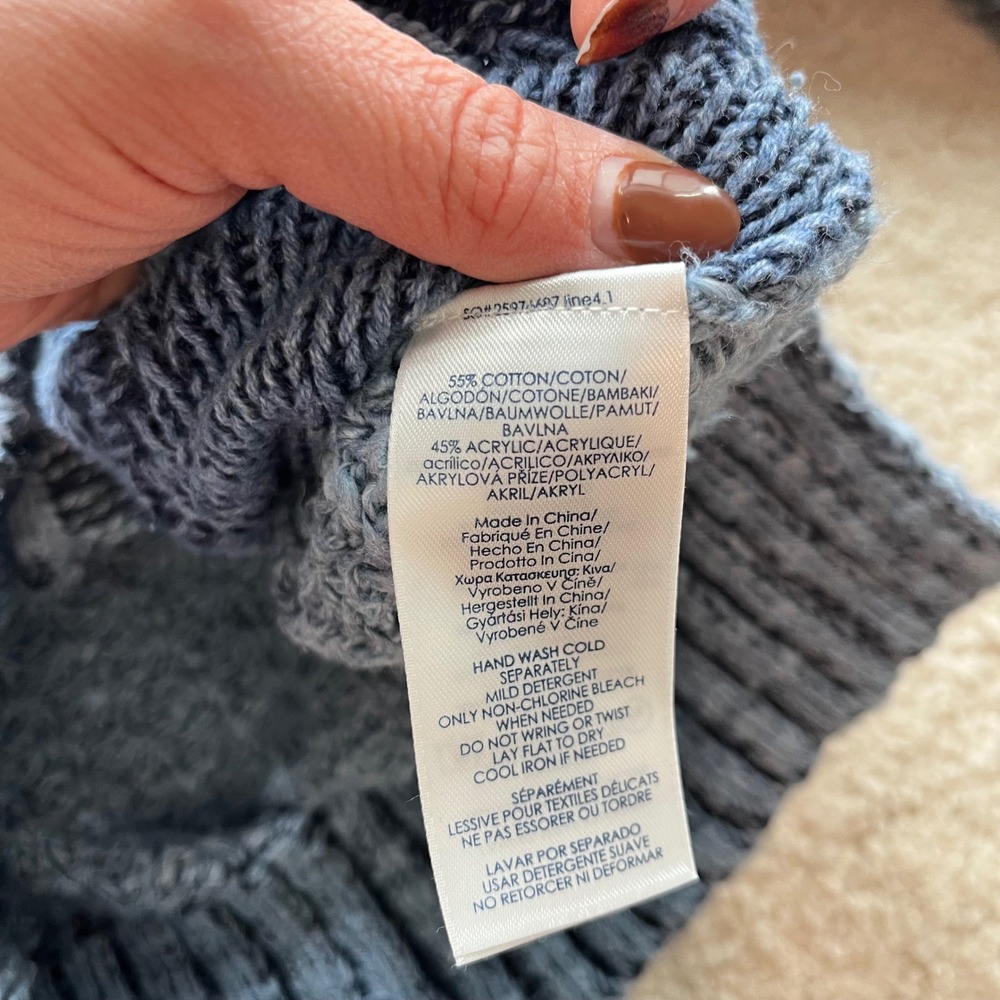 line4.1
55% COTTON/COTON/
ALGODÓN/COTONE/BAMBAKI/
BAVLNA/BAUMWOLLE/PAMUT/
BAVLNA
45% ACRYLIC/ACRYLIQUE/
acrílico/ACRILICO/ΑΚΡΥΛΙΚΟ/
AKRYLOVÁ PŘÍZE/POLYACRYL/
AKRIL/AKRYL
Made In China/
Fabriqué En Chine/
Hecho En China/
Prodotto In Cina/
Χωρα Κατασκευησ: Κινα/
Vyrobeno V Číně/
Hergestellt In China/
Gyártási Hely: Kína/
Vyrobené V Číne
HAND WASH COLD
SEPARATELY
MILD DETERGENT
ONLY NON-CHLORINE BLEACH
WHEN NEEDED
DO NOT WRING OR TWIST
LAY FLAT TO DRY
COOL IRON IF NEEDED
SÉPARÉMENT
LESSIVE POUR TEXTILES DÉLICATS
NE PAS ESSORER OU TORDRE
LAVAR POR SEPARADO
USAR DETERGENTE SUAVE
NO RETORCER NI DEFORMAR